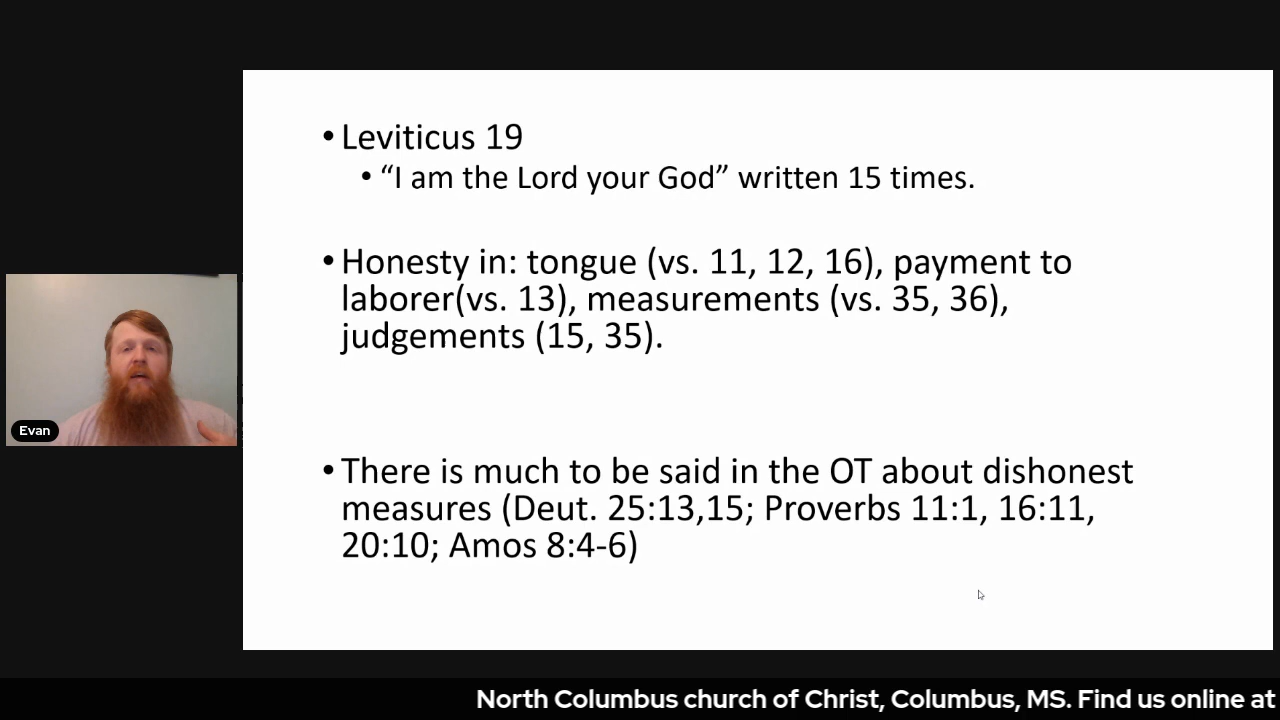 • Leviticus 19
• “I am the Lord your God” written 15 times.
• Honesty in: tongue (vs. 11, 12, 16), payment to
laborer(vs. 13), measurements (vs. 35, 36),
judgements (15, 35).
• There is much to be said in the OT about dishonest
measures (Deut. 25:13,15; Proverbs 11:1, 16:11,
20:10; Amos 8:4-6)
Evan
North Columbus church of Christ, Columbus, MS. Find us online at